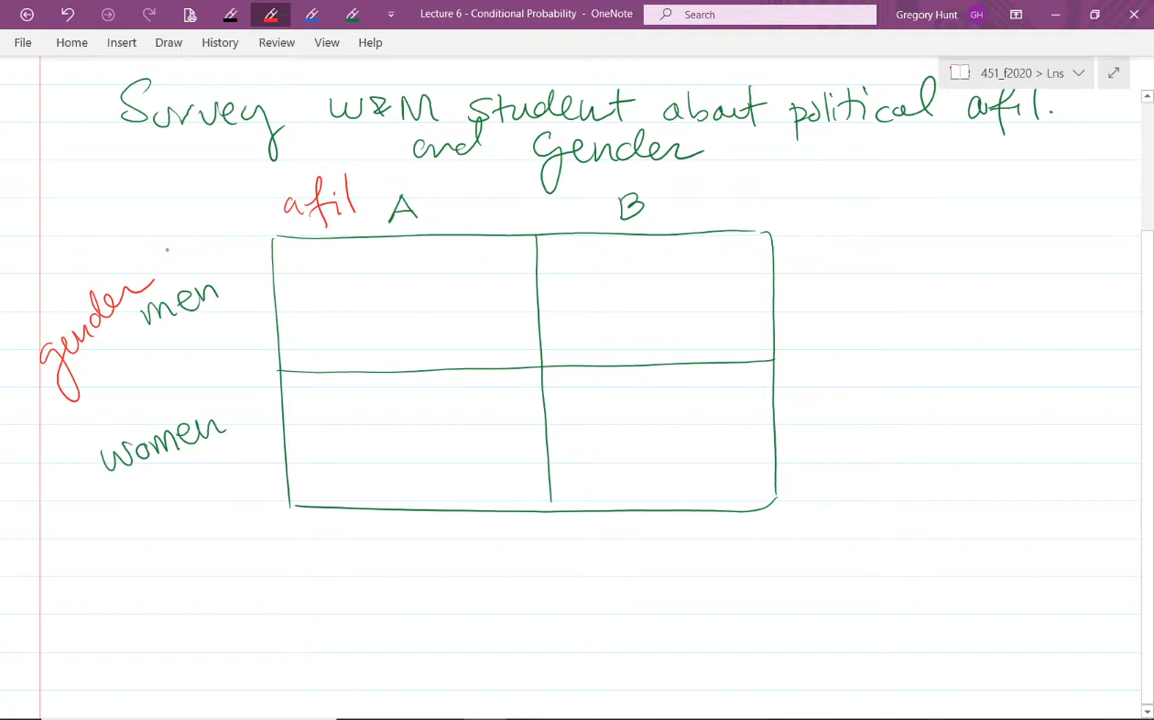 Lecture 6 - Conditional Probability - OneNote
Search
Gregory Hunt
GH
File Home Insert Draw History Review View Help
451_f2020 > Lns
Survey W&M student about political afil.
and Gender
afil A B
gender men
women